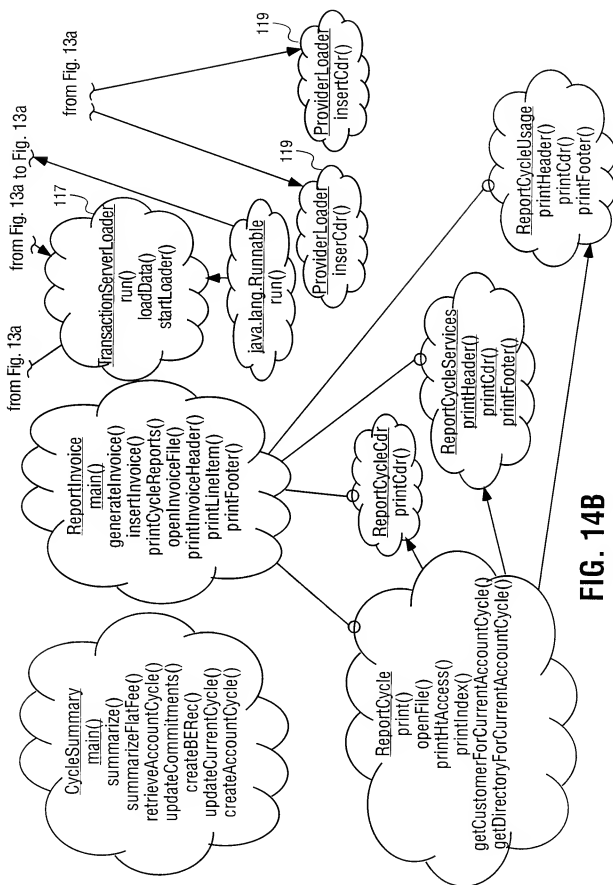 CycleSummary
main()
summarize()
summarizeFlatFee()
retrieveAccountCycle()
updateCommitments()
createBERec()
updateCurrentCycle()
createAccountCycle()
ReportInvoice
main()
generateInvoice()
insertInvoice()
printCycleReports()
openInvoiceFile()
printInvoiceHeader()
printLineItem()
printFooter()
from Fig. 13a
from Fig. 13a to Fig. 13a
117
TransactionServerLoader
run()
loadData()
startLoader()
java.lang.Runnable
run()
from Fig. 13a
119
ProviderLoader
inserCdr()
119
ProviderLoader
insertCdr()
ReportCycle
print()
openFile()
printHtAccess()
printIndex()
getCustomerForCurrentAccountCycle()
getDirectoryForCurrentAccountCycle()
ReportCycleCdr
printCdr()
ReportCycleServices
printHeader()
printCdr()
printFooter()
ReportCycleUsage
printHeader()
printCdr()
printFooter()
FIG. 14B